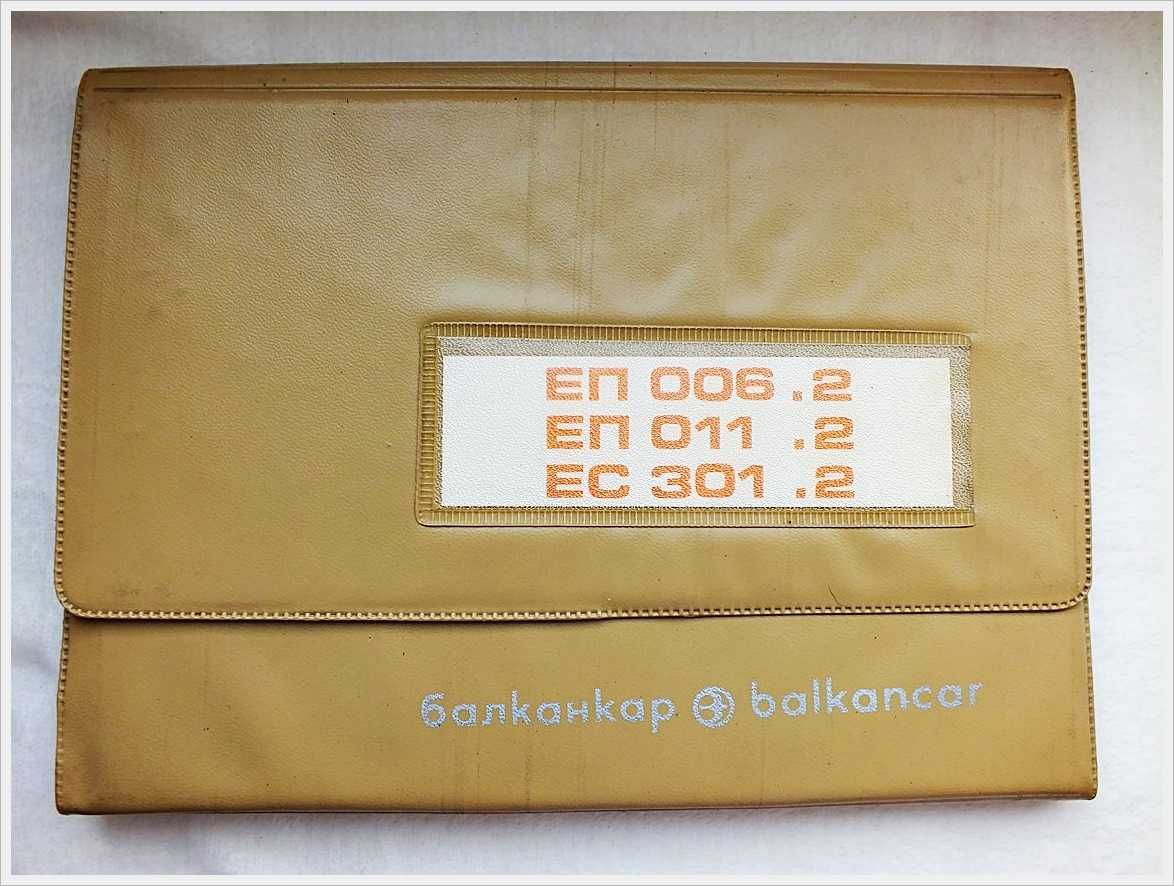 ЕП 006 .2
ЕП 011 .2
ЕС 301 .2
балканкар balkancar